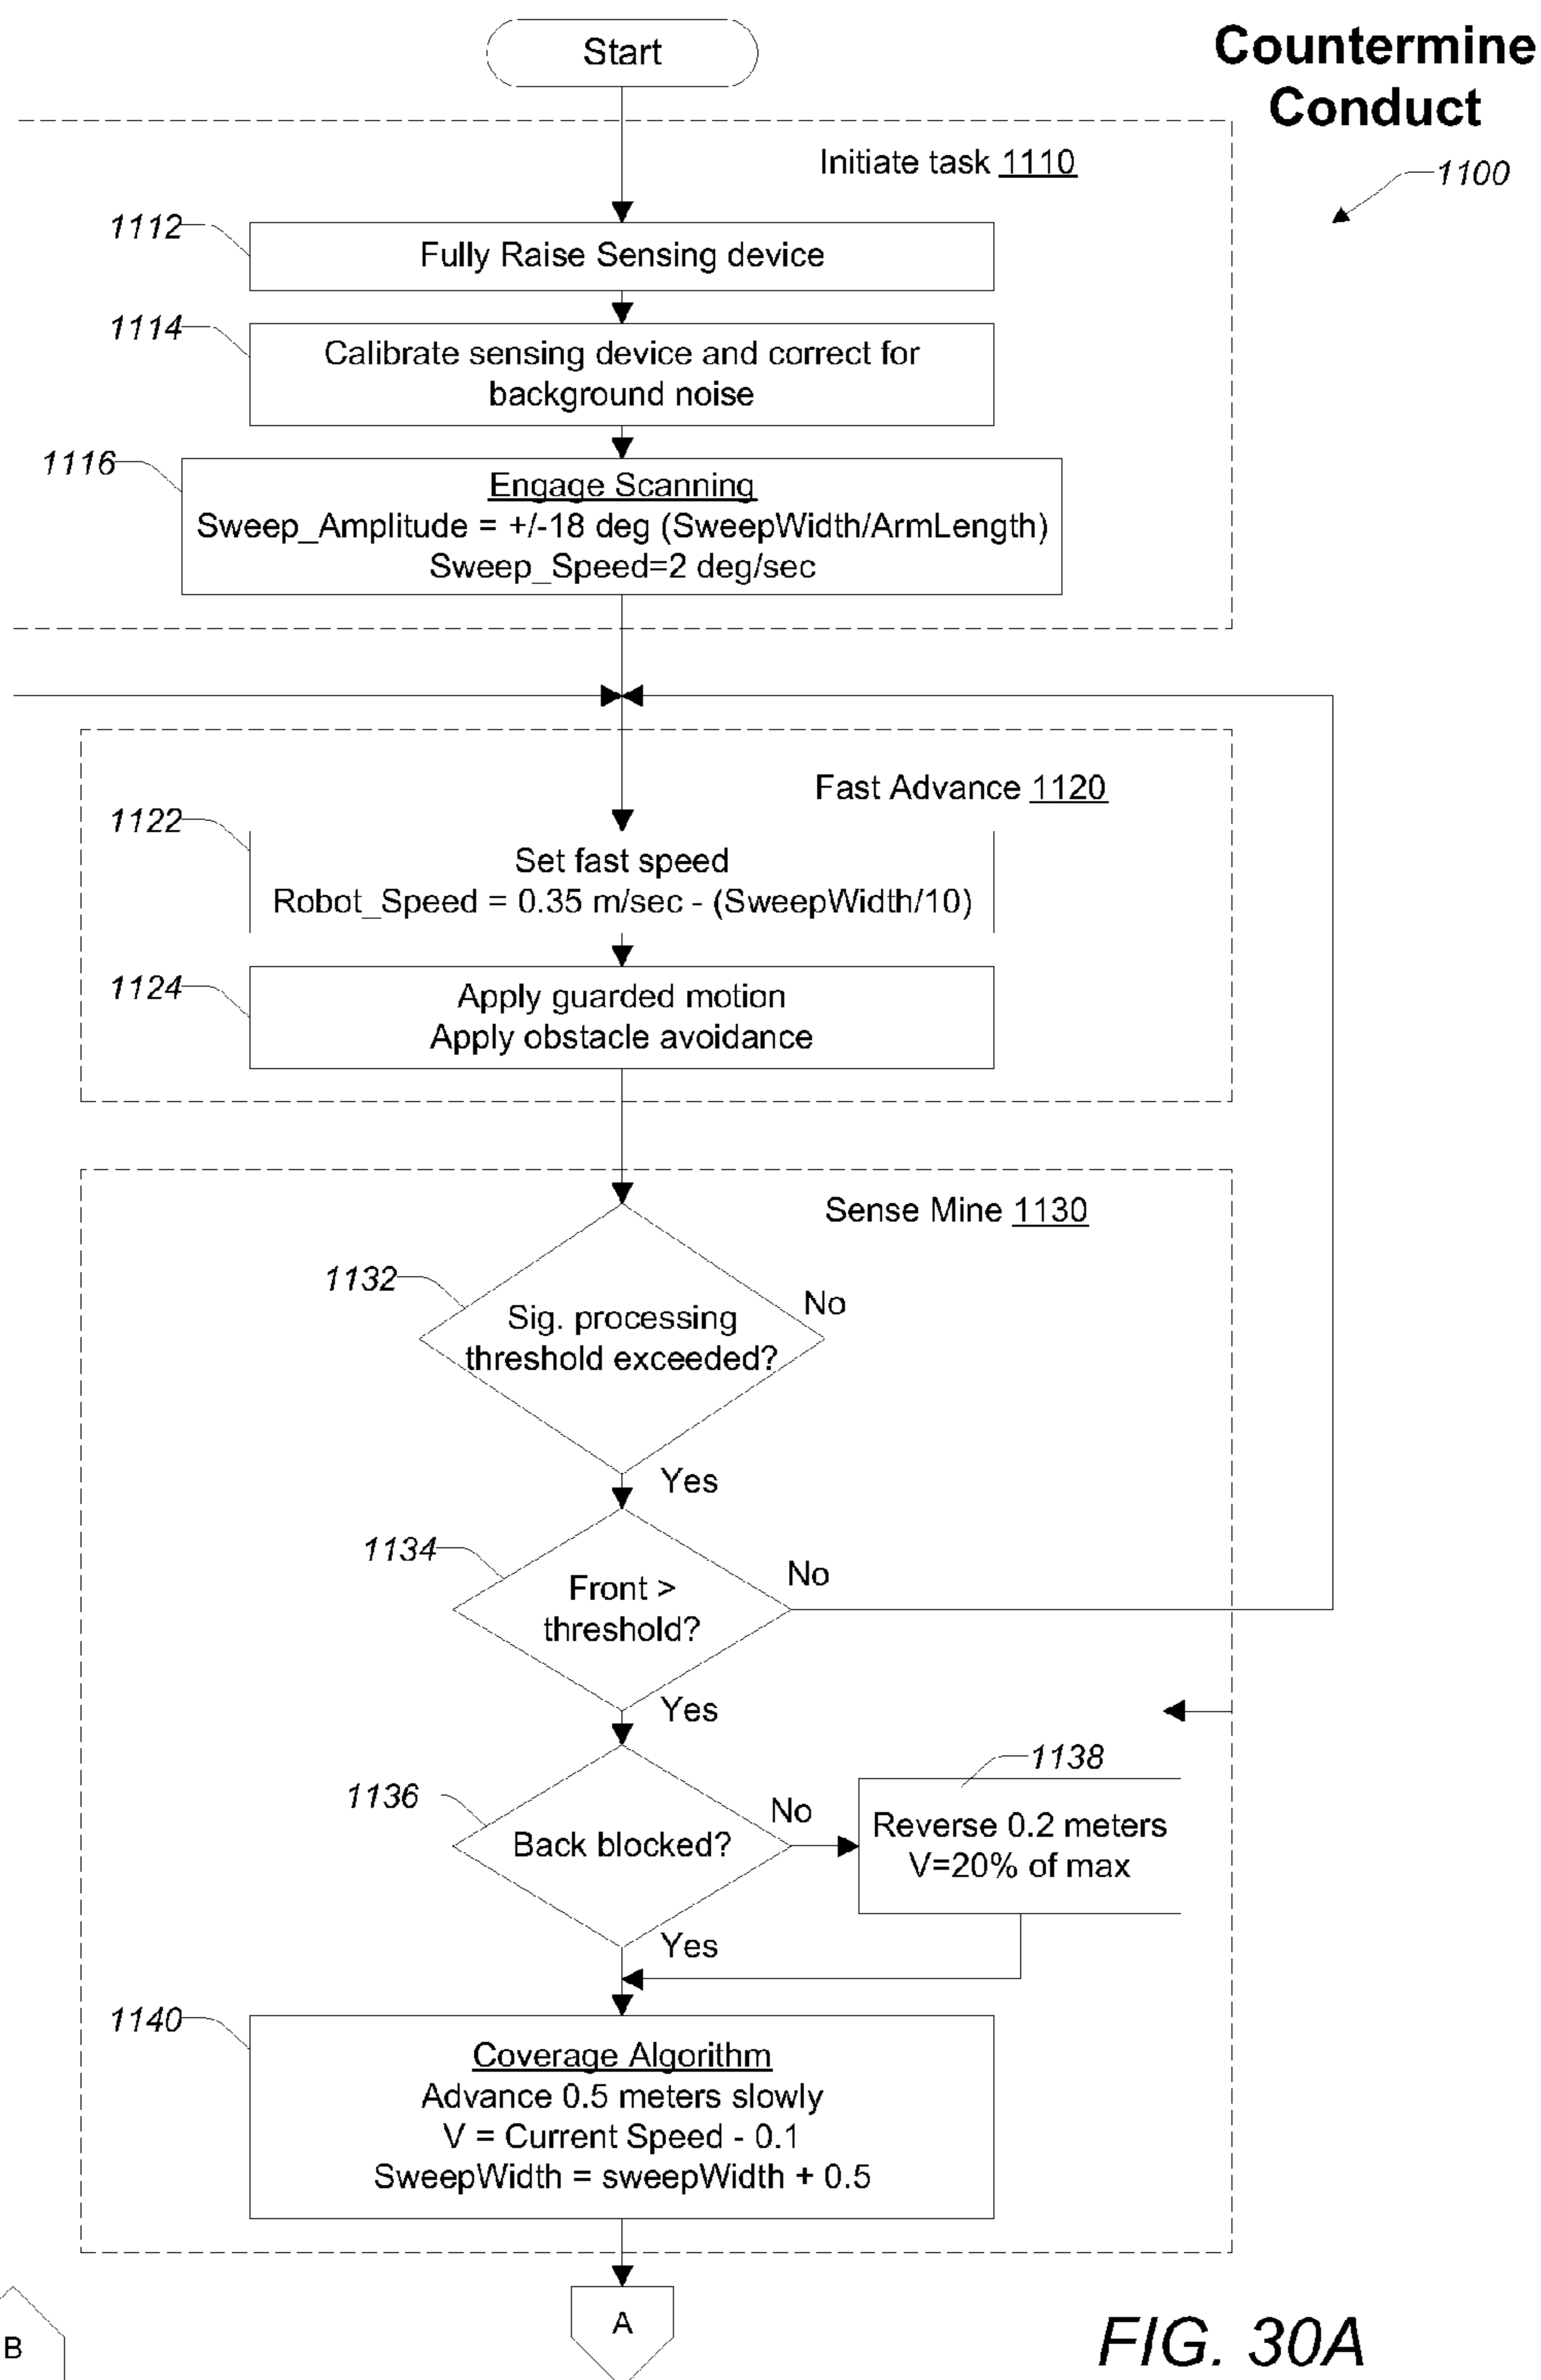 Start
Countermine
Conduct
1100
Initiate task 1110
1112
Fully Raise Sensing device
1114
Calibrate sensing device and correct for
background noise
1116
Engage Scanning
Sweep_Amplitude = +/-18 deg (SweepWidth/ArmLength)
Sweep_Speed=2 deg/sec
Fast Advance 1120
1122
Set fast speed
Robot_Speed = 0.35 m/sec - (SweepWidth/10)
1124
Apply guarded motion
Apply obstacle avoidance
Sense Mine 1130
1132
Sig. processing
threshold exceeded?
No
Yes
1134
Front >
threshold?
No
Yes
1136
Back blocked?
No
1138
Reverse 0.2 meters
V=20% of max
Yes
1140
Coverage Algorithm
Advance 0.5 meters slowly
V = Current Speed - 0.1
SweepWidth = sweepWidth + 0.5
A
B
FIG. 30A